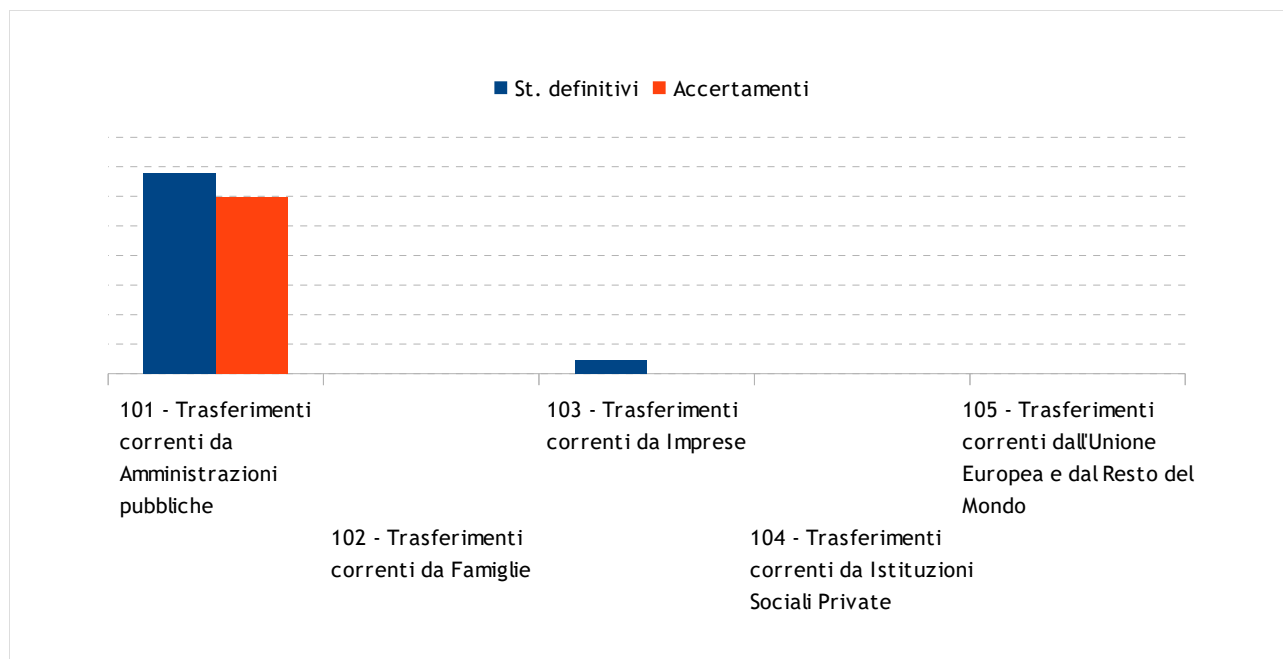 St. definitivi Accertamenti
101 - Trasferimenti
correnti da
Amministrazioni
pubbliche
102 - Trasferimenti
correnti da Famiglie
103 - Trasferimenti
correnti da Imprese
104 - Trasferimenti
correnti da Istituzioni
Sociali Private
105 - Trasferimenti
correnti dall'Unione
Europea e dal Resto del
Mondo